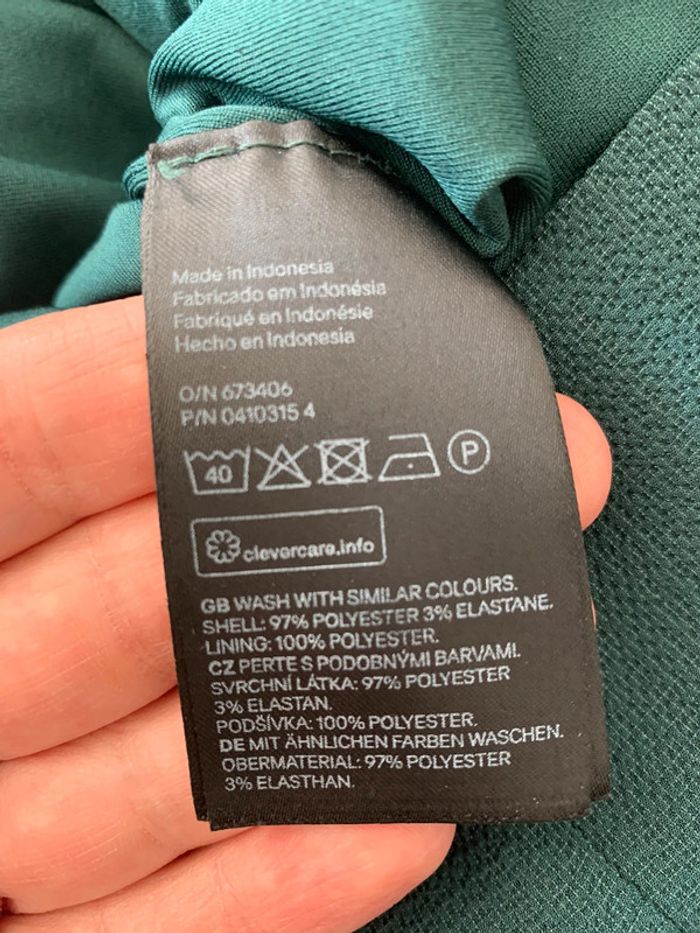 Made in Indonesia
Fabricado em Indonésia
Fabriqué en Indonésie
Hecho en Indonesia
O/N 673406
P/N 0410315 4
40
P
clevercare.info
GB WASH WITH SIMILAR COLOURS.
SHELL: 97% POLYESTER 3% ELASTANE.
LINING: 100% POLYESTER.
CZ PERTE S PODOBNÝMI BARVAMI.
SVRCHNÍ LÁTKA: 97% POLYESTER
3% ELASTAN.
PODŠÍVKA: 100% POLYESTER.
DE MIT ÄHNLICHEN FARBEN WASCHEN.
OBERMATERIAL: 97% POLYESTER
3% ELASTHAN.